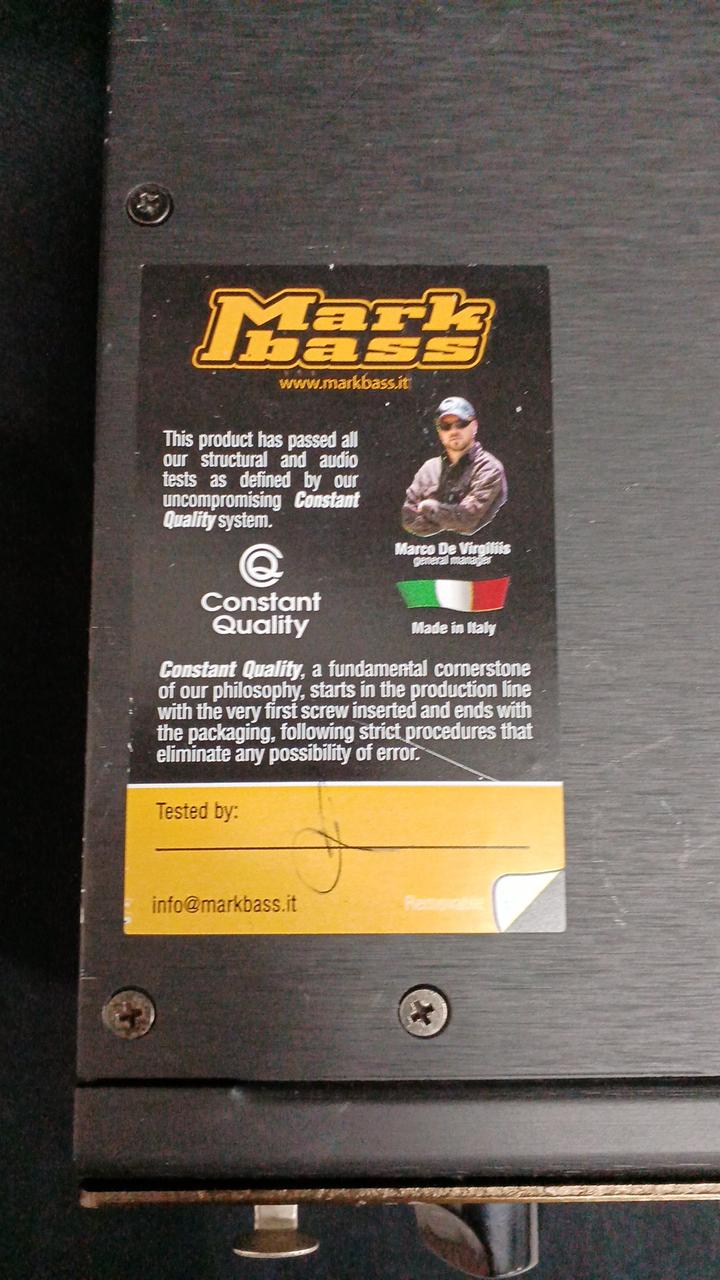 Mark
bass
www.markbass.it
This product has passed all
our structural and audio
tests as defined by our
uncompromising Constant
Quality system.
Marco De Virgiliis
general manager
Constant
Quality
Made in Italy
Constant Quality, a fundamental cornerstone
of our philosophy, starts in the production line
with the very first screw inserted and ends with
the packaging, following strict procedures that
eliminate any possibility of error.
Tested by:
info@markbass.it
Removable